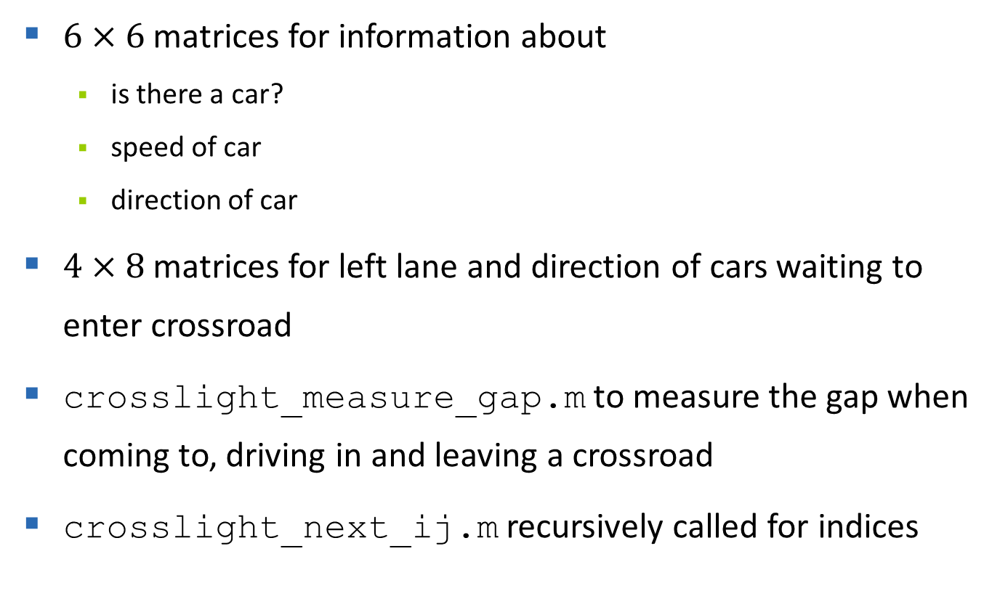 6 × 6 matrices for information about
is there a car?
speed of car
direction of car
4 × 8 matrices for left lane and direction of cars waiting to
enter crossroad
crosslight_measure_gap.m to measure the gap when
coming to, driving in and leaving a crossroad
crosslight_next_ij.m recursively called for indices